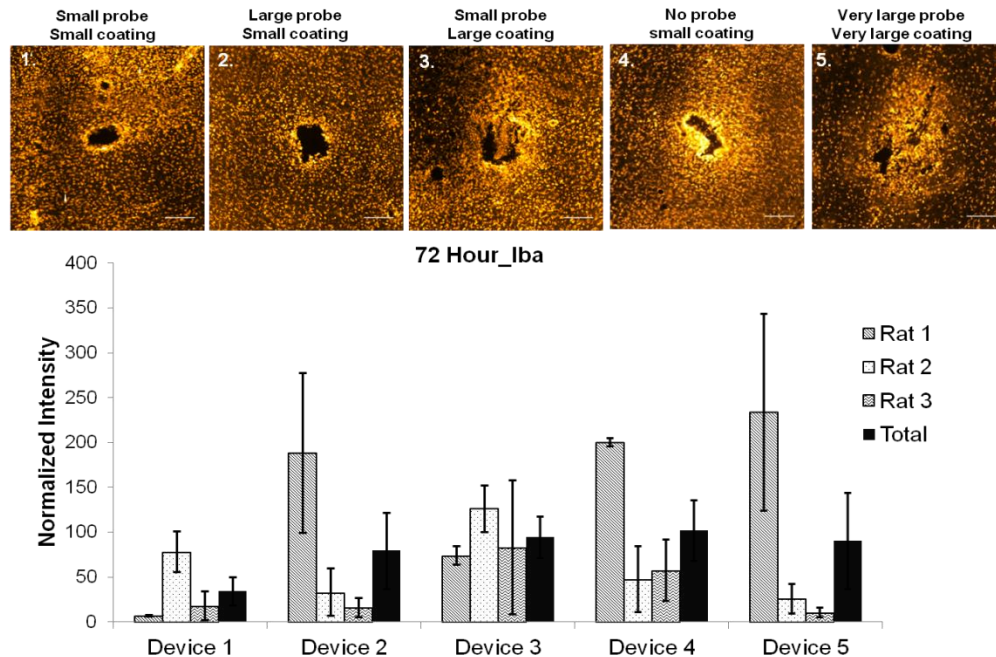 Small probe
Small coating
Large probe
Small coating
Small probe
Large coating
No probe
small coating
Very large probe
Very large coating
1.
2.
3.
4.
5.
72 Hour_Iba
400
350
300
250
200
150
100
50
0
Normalized Intensity
Rat 1
Rat 2
Rat 3
Total
Device 1
Device 2
Device 3
Device 4
Device 5